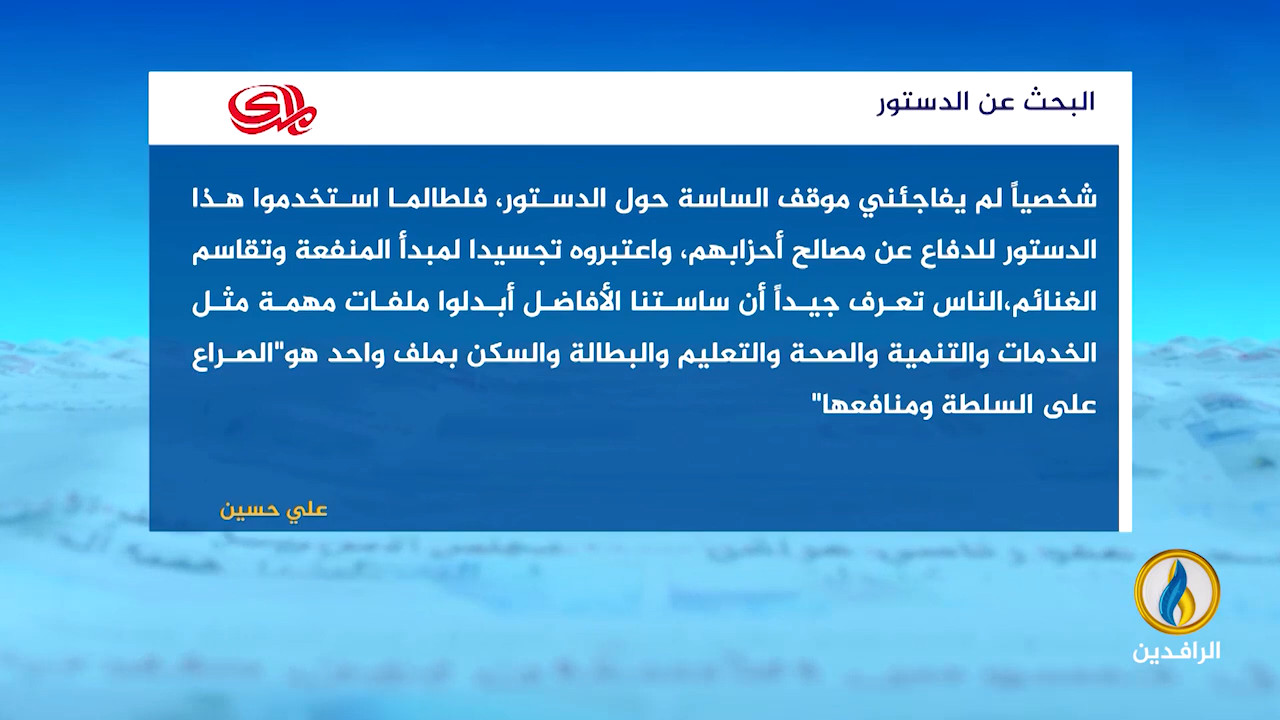 البحث عن الدستور
المدى
شخصياً لم يفاجئني موقف الساسة حول الدستور، فلطالما استخدموا هذا
الدستور للدفاع عن مصالح أحزابهم، واعتبروه تجسيدا لمبدأ المنفعة وتقاسم
الغنائم،الناس تعرف جيداً أن ساستنا الأفاضل أبدلوا ملفات مهمة مثل
الخدمات والتنمية والصحة والتعليم والبطالة والسكن بملف واحد هو"الصراع
على السلطة ومنافعها"
علي حسين
الرافدين